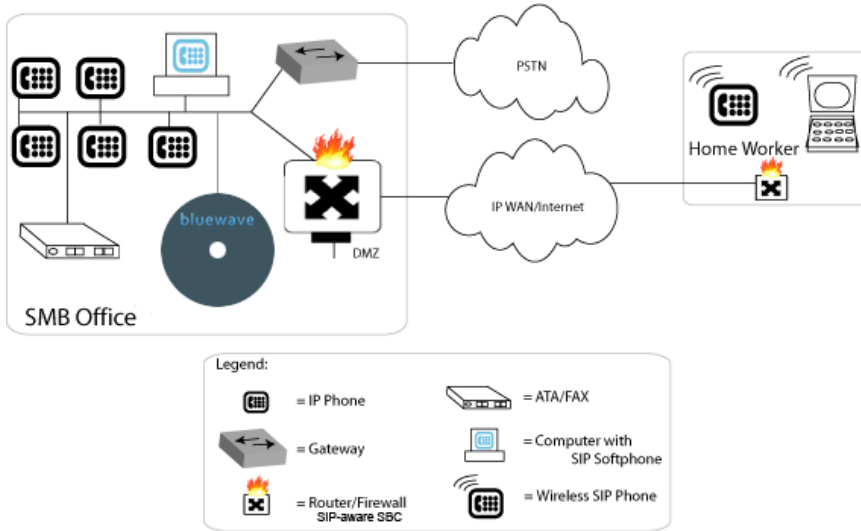 PSTN
Home Worker
IP WAN/Internet
bluewave
DMZ
SMB Office
Legend:
= IP Phone
= ATA/FAX
= Gateway
= Computer with
SIP Softphone
= Router/Firewall
SIP-aware SBC
= Wireless SIP Phone